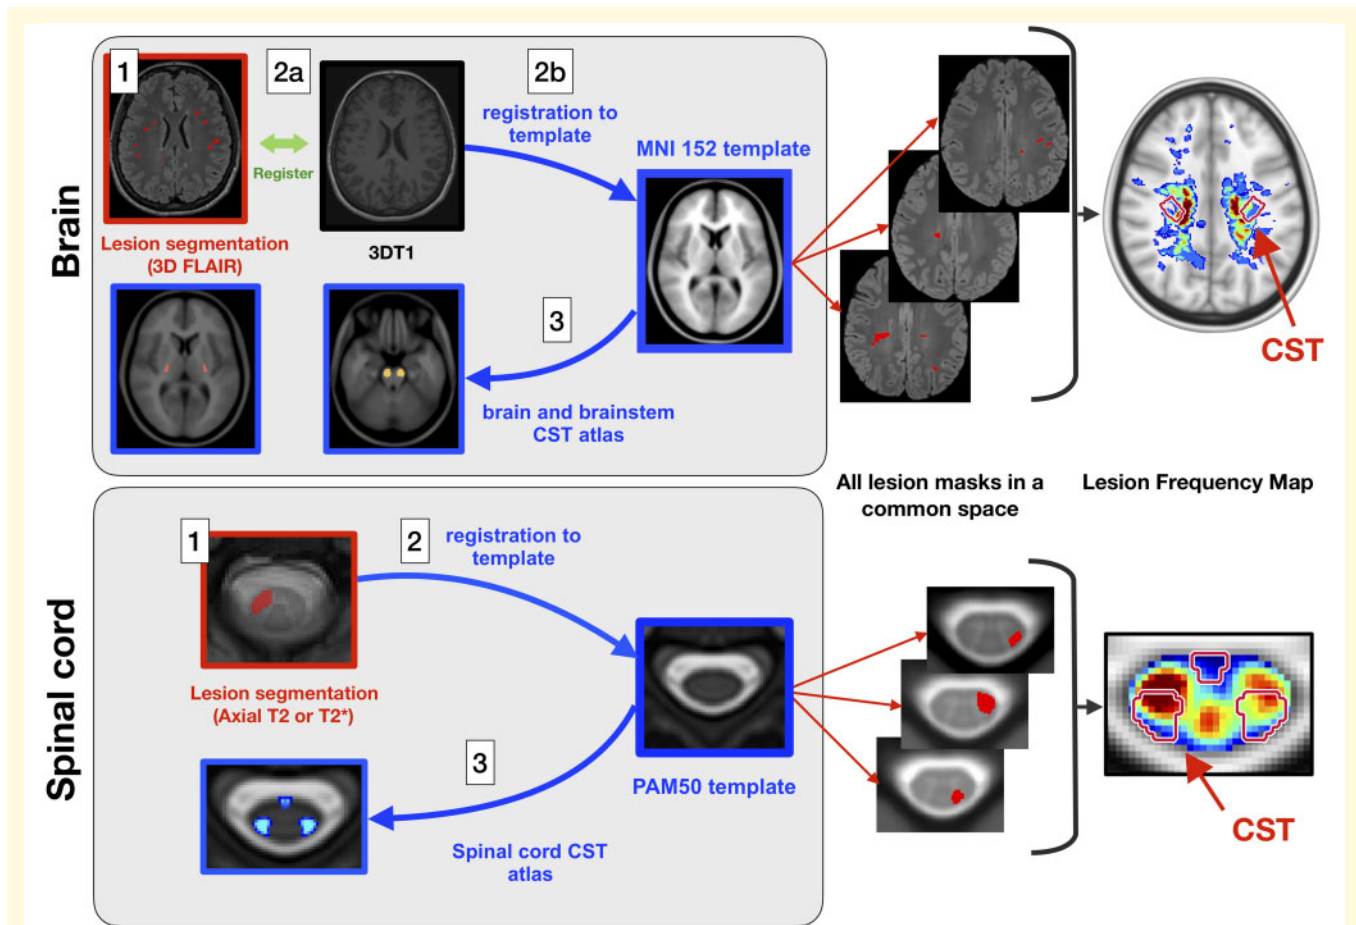 Brain
1
2a
2b
Register
registration to
template
MNI 152 template
Lesion segmentation
(3D FLAIR)
3DT1
3
brain and brainstem
CST atlas
CST
All lesion masks in a
common space
Lesion Frequency Map
Spinal cord
1
2
registration to
template
Lesion segmentation
(Axial T2 or T2*)
3
PAM50 template
Spinal cord CST
atlas
CST